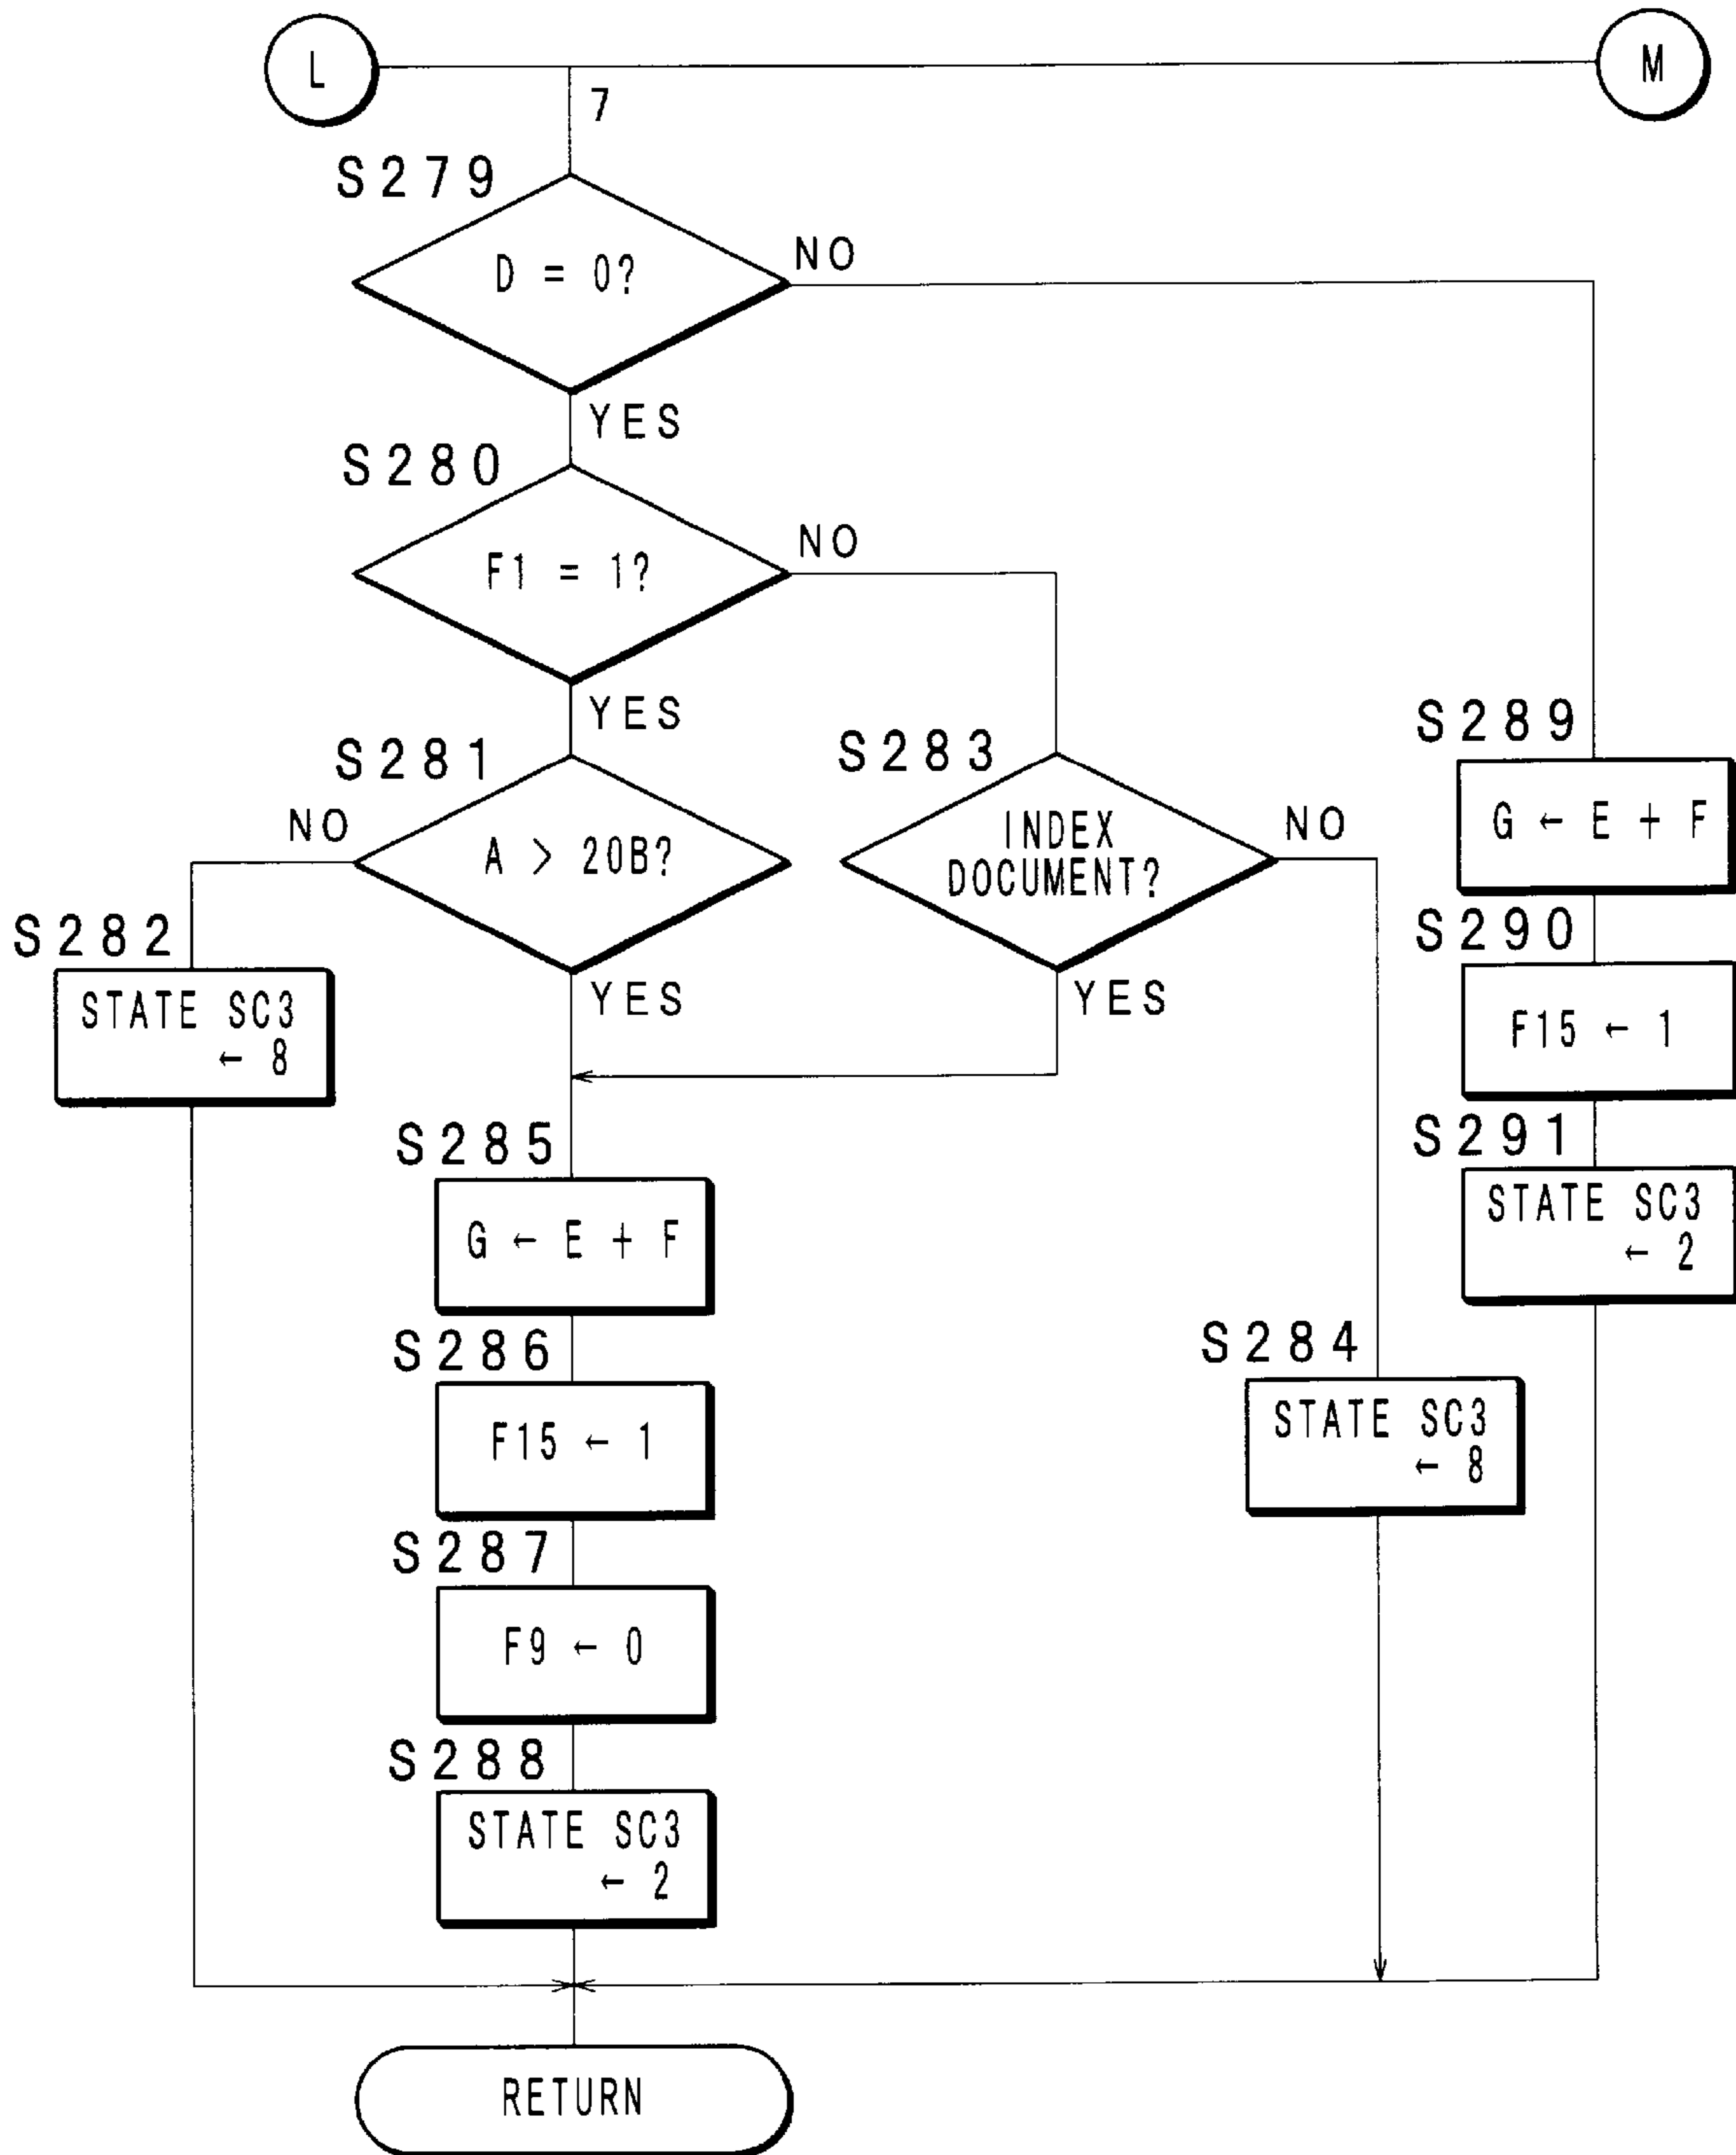 L
M
7
S279
D = 0?
NO
YES
S280
F1 = 1?
NO
YES
S281
A > 20B?
NO
YES
S283
INDEX
DOCUMENT?
NO
YES
S282
STATE SC3
← 8
S289
G ← E + F
S290
F15 ← 1
S291
STATE SC3
← 2
S285
G ← E + F
S286
F15 ← 1
S284
STATE SC3
← 8
S287
F9 ← 0
S288
STATE SC3
← 2
RETURN